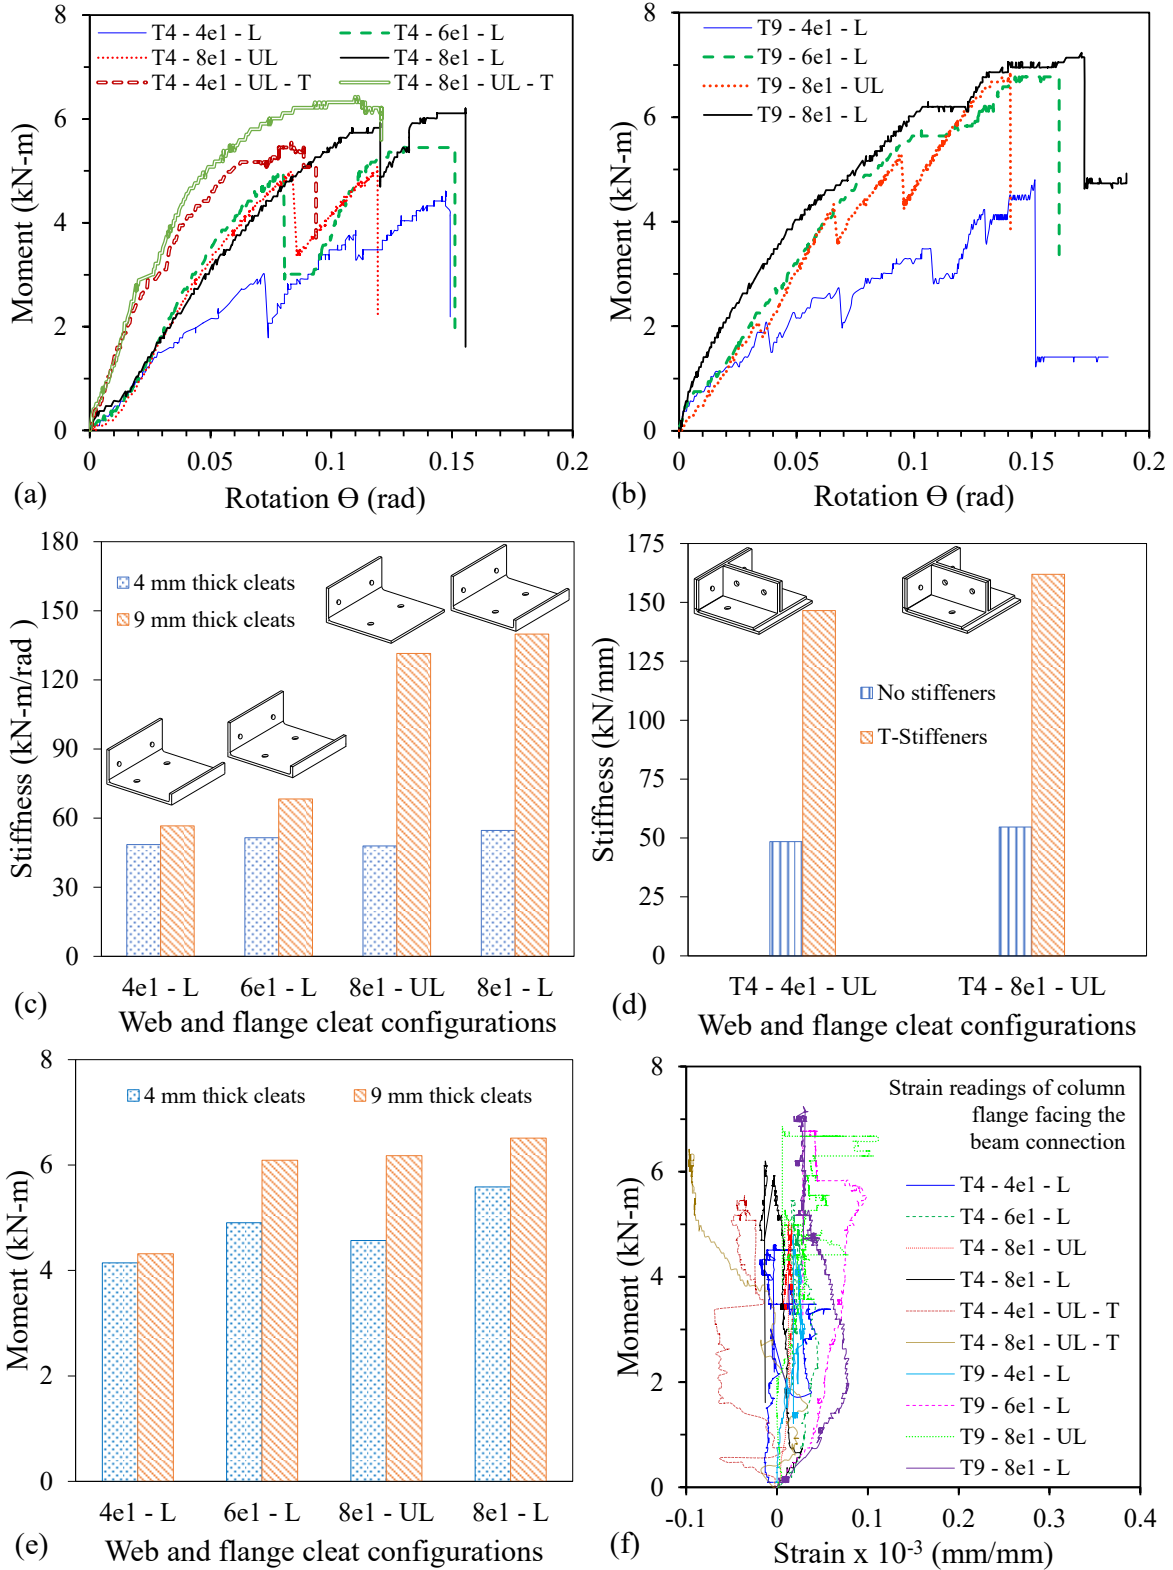 8
T4 - 4e1 - L
T4 - 6e1 - L
T4 - 8e1 - UL
T4 - 8e1 - L
T4 - 4e1 - UL - T
T4 - 8e1 - UL - T
6
4
2
0
Moment (kN-m)
0
0.05
0.1
0.15
0.2
(a)
Rotation Ө (rad)
8
T9 - 4e1 - L
T9 - 6e1 - L
T9 - 8e1 - UL
T9 - 8e1 - L
6
4
2
0
Moment (kN-m)
0
0.05
0.1
0.15
0.2
(b)
Rotation Ө (rad)
180
150
120
90
60
30
0
Stiffness (kN-m/rad)
4 mm thick cleats
9 mm thick cleats
4e1 - L
6e1 - L
8e1 - UL
8e1 - L
(c)
Web and flange cleat configurations
175
150
125
100
75
50
25
0
Stiffness (kN/mm)
No stiffeners
T-Stiffeners
T4 - 4e1 - UL
T4 - 8e1 - UL
(d)
Web and flange cleat configurations
8
6
4
2
0
Moment (kN-m)
4 mm thick cleats
9 mm thick cleats
4e1 - L
6e1 - L
8e1 - UL
8e1 - L
(e)
Web and flange cleat configurations
8
6
4
2
0
Moment (kN-m)
Strain readings of column
flange facing the
beam connection
T4 - 4e1 - L
T4 - 6e1 - L
T4 - 8e1 - UL
T4 - 8e1 - L
T4 - 4e1 - UL - T
T4 - 8e1 - UL - T
T9 - 4e1 - L
T9 - 6e1 - L
T9 - 8e1 - UL
T9 - 8e1 - L
-0.1
0
0.1
0.2
0.3
0.4
(f)
Strain x 10⁻³ (mm/mm)